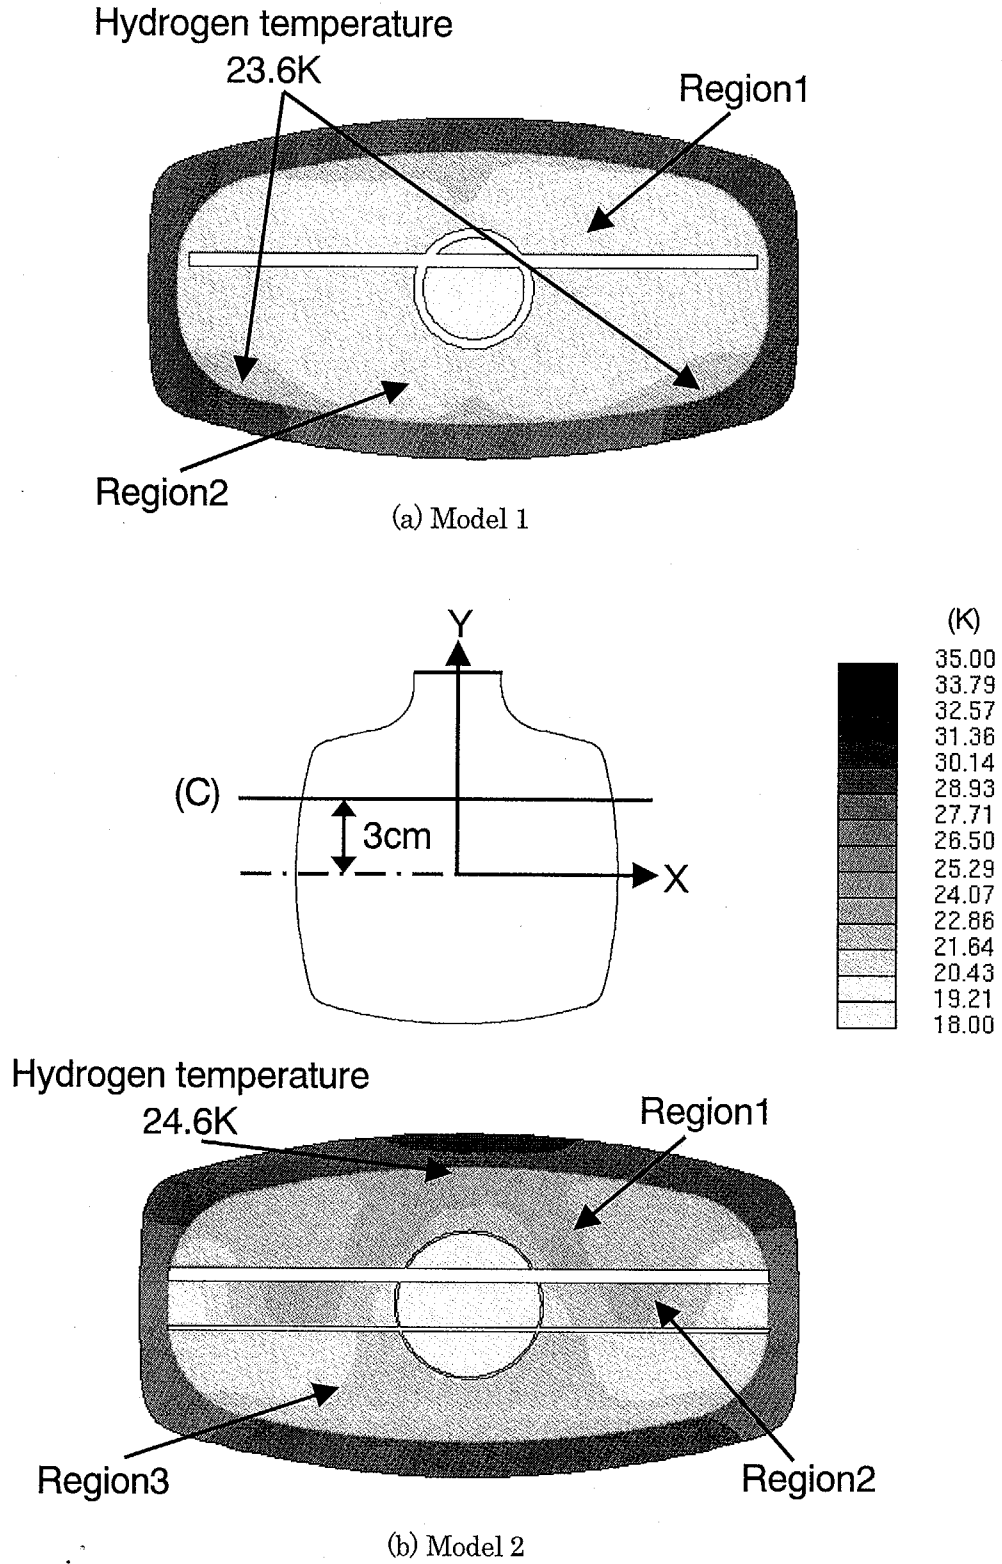 Hydrogen temperature
23.6K
Region1
Region2
(a) Model 1
Y
(C)
3cm
X
(K)
35.00
33.79
32.57
31.36
30.14
28.93
27.71
26.50
25.29
24.07
22.86
21.64
20.43
19.21
18.00
Hydrogen temperature
24.6K
Region1
Region3
Region2
(b) Model 2